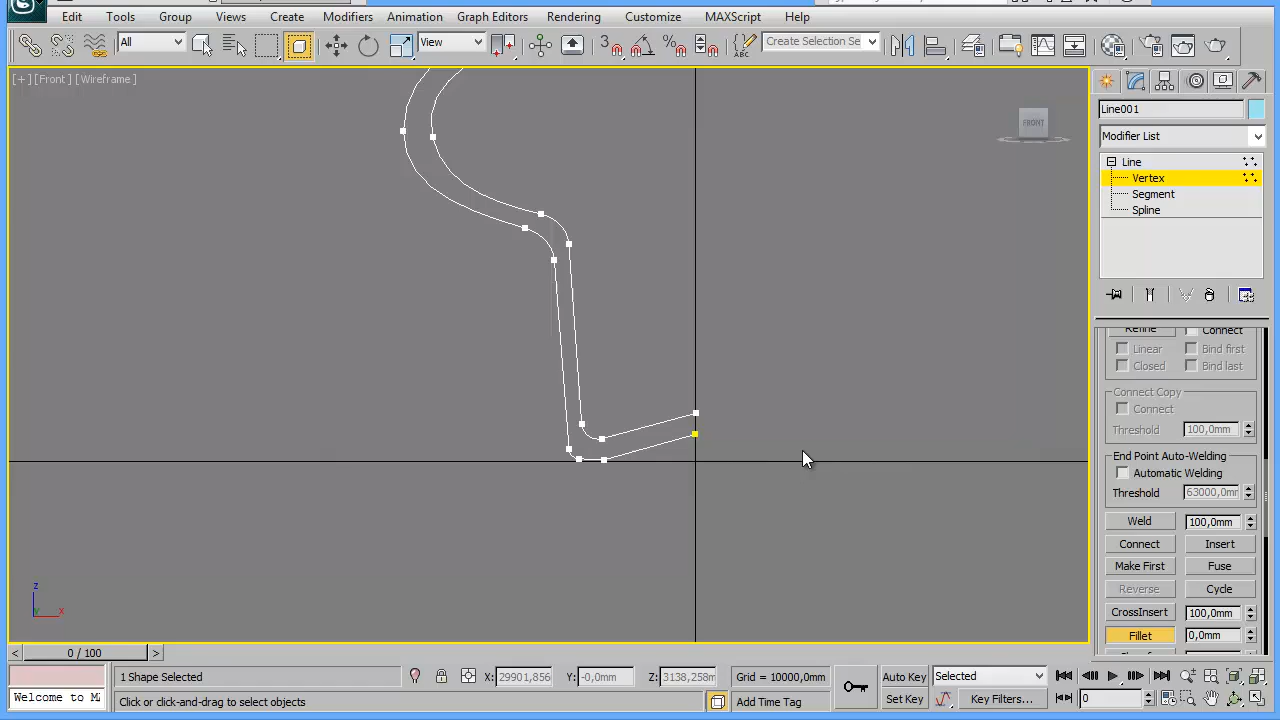 Edit Tools Group Views Create Modifiers Animation Graph Editors Rendering Customize MAXScript Help
All View 3 % ABC Create Selection Se
[+] [Front] [Wireframe]
FRONT
Line001
Modifier List
Line
Vertex
Segment
Spline
Refine Connect
Linear Bind first
Closed Bind last
Connect Copy
Connect
Threshold 100,0mm
End Point Auto-Welding
Automatic Welding
Threshold 63000,0m
Weld 100,0mm
Connect Insert
Make First Fuse
Reverse Cycle
CrossInsert 100,0mm
Fillet 0,0mm
z
y x
0 / 100
1 Shape Selected X: 29901,856 Y: -0,0mm Z: 3138,258m Grid = 10000,0mm Auto Key Selected
Welcome to M Click or click-and-drag to select objects Add Time Tag Set Key Key Filters... 0